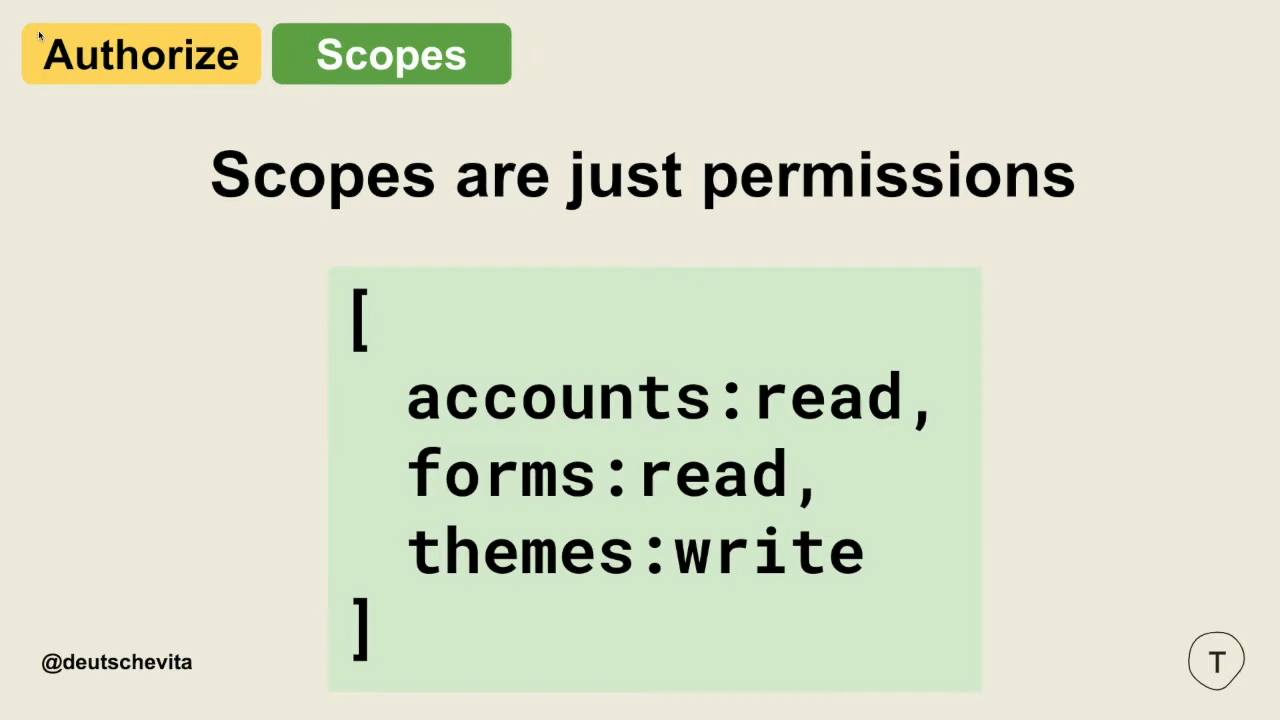 Authorize
Scopes
Scopes are just permissions
[
accounts:read,
forms:read,
themes:write
]
@deutschevita
T